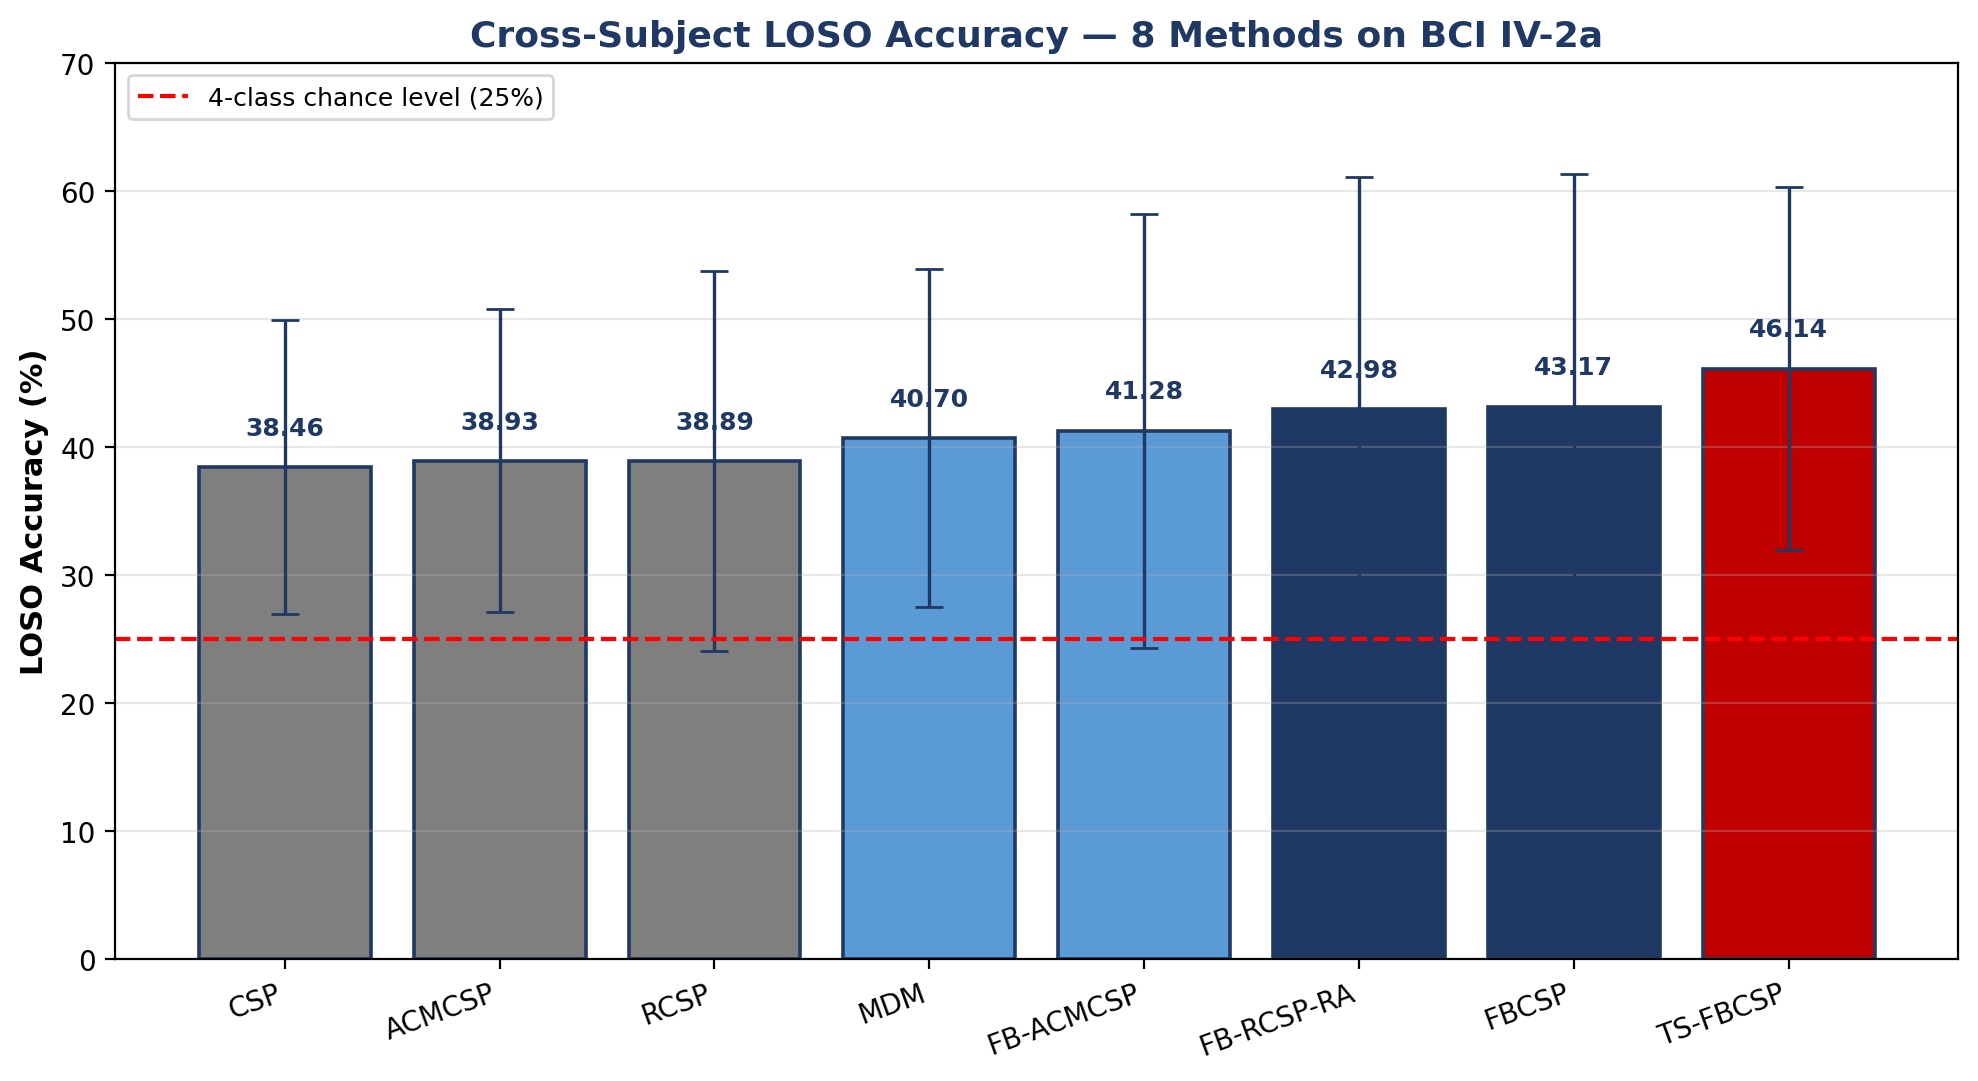 Cross-Subject LOSO Accuracy — 8 Methods on BCI IV-2a
4-class chance level (25%)
LOSO Accuracy (%)
70
60
50
40
30
20
10
0
38.46
38.93
38.89
40.70
41.28
42.98
43.17
46.14
CSP
ACMCSP
RCSP
MDM
FB-ACMCSP
FB-RCSP-RA
FBCSP
TS-FBCSP